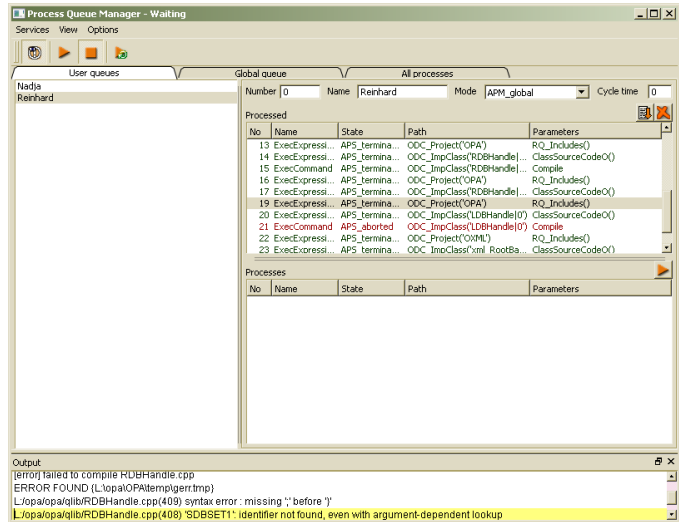 Process Queue Manager - Waiting
Services View Options
User queues Global queue All processes
Nadja
Reinhard
Number 0 Name Reinhard Mode APM_global Cycle time 0
Processed
No Name State Path Parameters
13 ExecExpressi... APS_termina... ODC_Project('OPA') RQ_Includes()
14 ExecExpressi... APS_termina... ODC_ImpClass('RDBHandle|... ClassSourceCodeO()
15 ExecCommand APS_termina... ODC_ImpClass('RDBHandle|... Compile
16 ExecExpressi... APS_termina... ODC_Project('OPA') RQ_Includes()
17 ExecExpressi... APS_termina... ODC_ImpClass('RDBHandle|... ClassSourceCodeO()
19 ExecExpressi... APS_termina... ODC_Project('OPA') RQ_Includes()
20 ExecExpressi... APS_termina... ODC_ImpClass('LDBHandle|0') ClassSourceCodeO()
21 ExecCommand APS_aborted ODC_ImpClass('LDBHandle|0') Compile
22 ExecExpressi... APS_termina... ODC_Project('OXML') RQ_Includes()
23 ExecExpressi... APS_termina... ODC_ImpClass('xml_RootBa... ClassSourceCodeO()
Processes
No Name State Path Parameters
Output
[error] failed to compile RDBHandle.cpp
ERROR FOUND (L:\opa\OPA\temp\gerr.tmp)
L:/opa/opa/qlib/RDBHandle.cpp(409) syntax error : missing ';' before ')'
L:/opa/opa/qlib/RDBHandle.cpp(408) 'SDBSET1': identifier not found, even with argument-dependent lookup